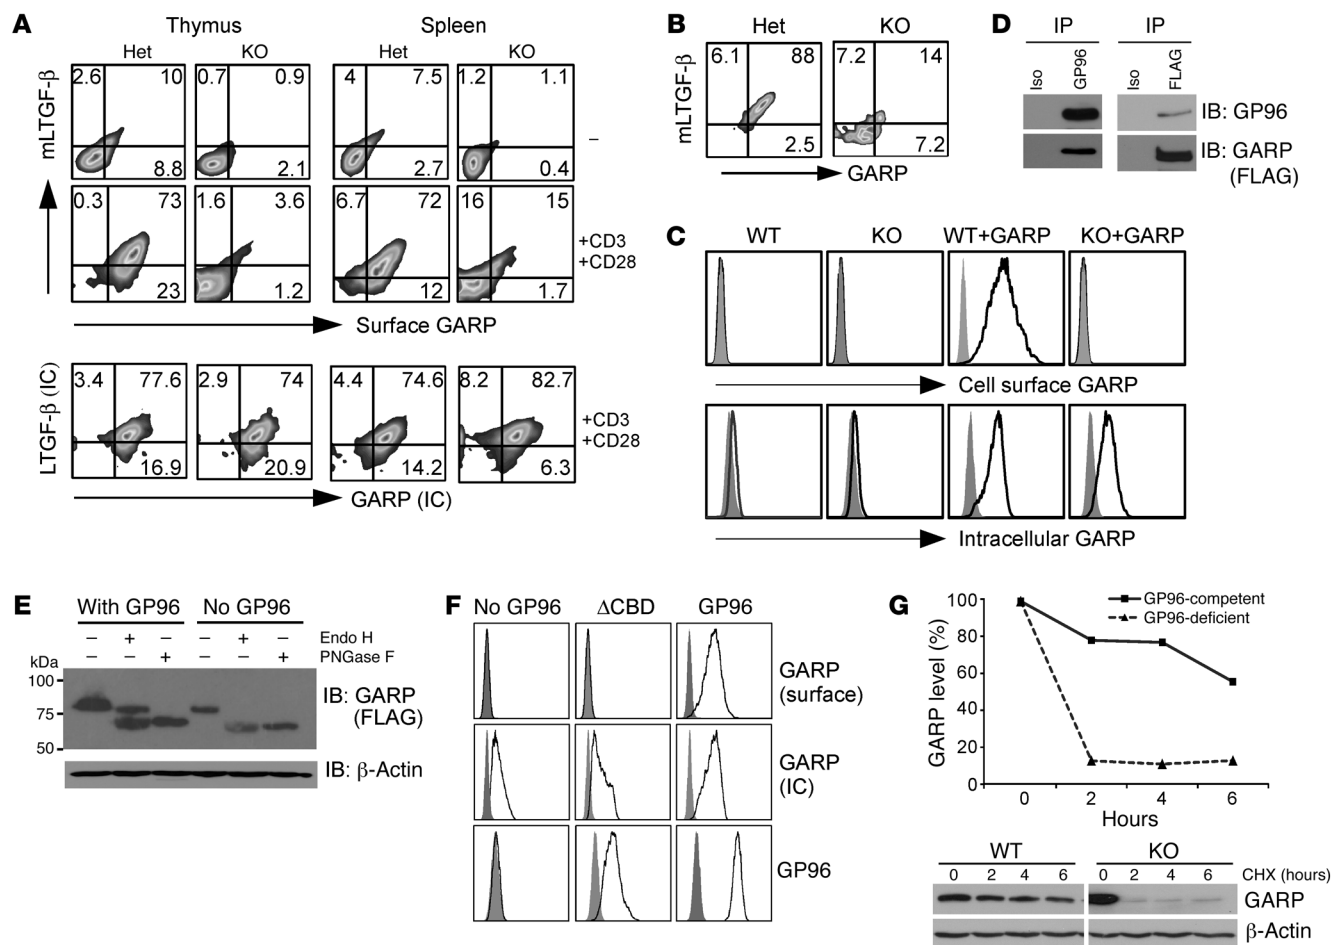 A
Thymus
Spleen
Het
KO
Het
KO
mLTGF-β
2.6
10
8.8
0.7
0.9
2.1
4
7.5
2.7
1.2
1.1
0.4
–
0.3
73
23
1.6
3.6
1.2
6.7
72
12
16
15
1.7
+CD3
+CD28
Surface GARP
LTGF-β (IC)
3.4
77.6
16.9
2.9
74
20.9
4.4
74.6
14.2
8.2
82.7
6.3
+CD3
+CD28
GARP (IC)
B
Het
KO
mLTGF-β
6.1
88
2.5
7.2
14
7.2
GARP
C
WT
KO
WT+GARP
KO+GARP
Cell surface GARP
Intracellular GARP
D
IP
IP
Iso
GP96
Iso
FLAG
IB: GP96
IB: GARP
(FLAG)
E
With GP96
No GP96
– + – – + – Endo H
– – + – – + PNGase F
kDa
100
75
50
IB: GARP
(FLAG)
IB: β-Actin
F
No GP96
ΔCBD
GP96
GARP
(surface)
GARP
(IC)
GP96
G
GP96-competent
GP96-deficient
GARP level (%)
100
80
60
40
20
0
0 2 4 6
Hours
WT
KO
0 2 4 6 0 2 4 6 CHX (hours)
GARP
β-Actin